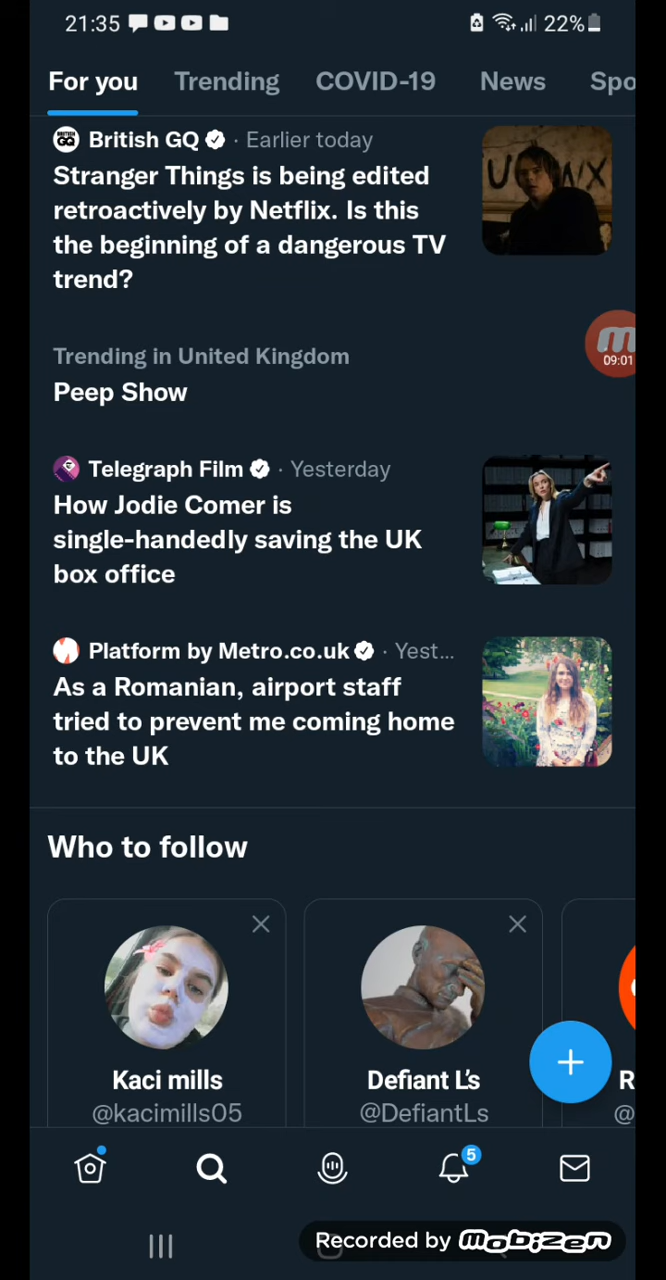 21:35
22%
For you
Trending
COVID-19
News
Spo
British GQ · Earlier today
Stranger Things is being edited
retroactively by Netflix. Is this
the beginning of a dangerous TV
trend?
09:01
Trending in United Kingdom
Peep Show
Telegraph Film · Yesterday
How Jodie Comer is
single-handedly saving the UK
box office
Platform by Metro.co.uk · Yest...
As a Romanian, airport staff
tried to prevent me coming home
to the UK
Who to follow
Kaci mills
Defiant L's
R
@kacimills05
@DefiantLs
@
5
Recorded by mobizen